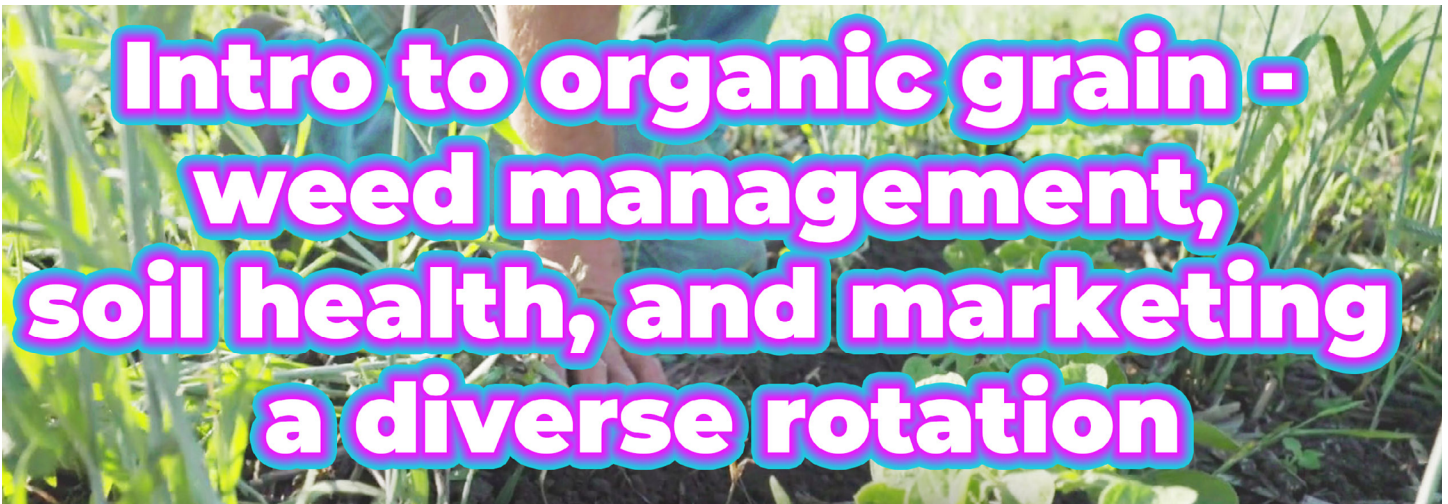 Intro to organic grain -
weed management,
soil health, and marketing
a diverse rotation